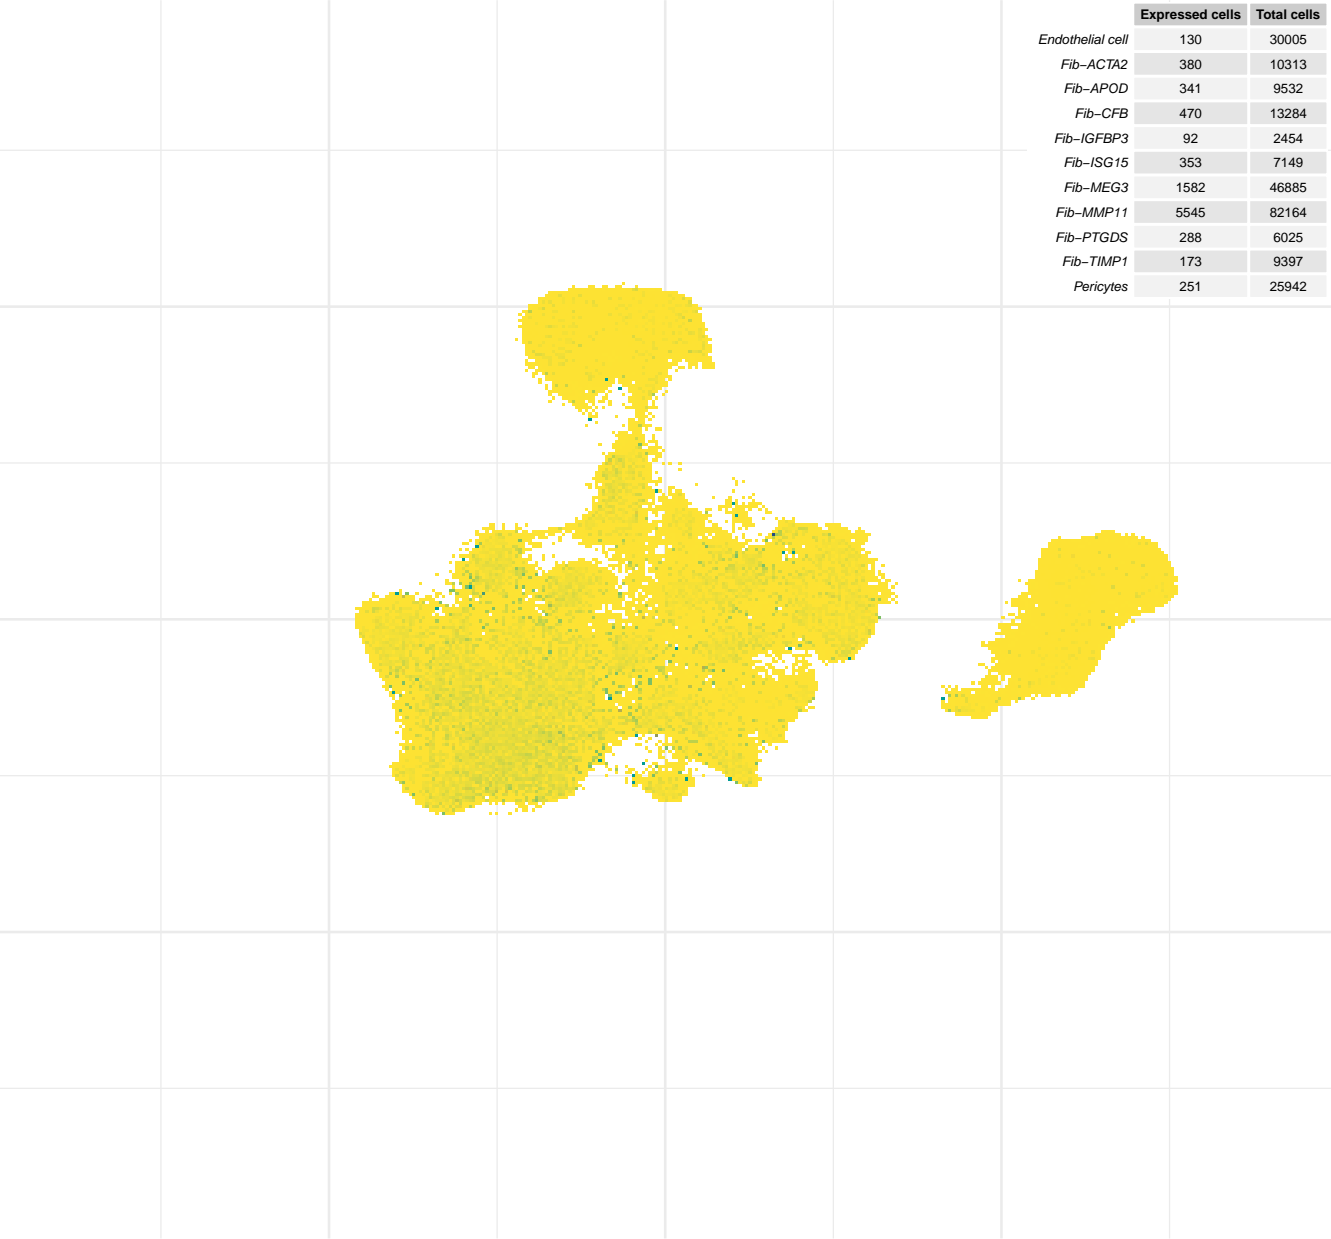 Expressed cells Total cells
Endothelial cell 130 30005
Fib−ACTA2 380 10313
Fib−APOD 341 9532
Fib−CFB 470 13284
Fib−IGFBP3 92 2454
Fib−ISG15 353 7149
Fib−MEG3 1582 46885
Fib−MMP11 5545 82164
Fib−PTGDS 288 6025
Fib−TIMP1 173 9397
Pericytes 251 25942